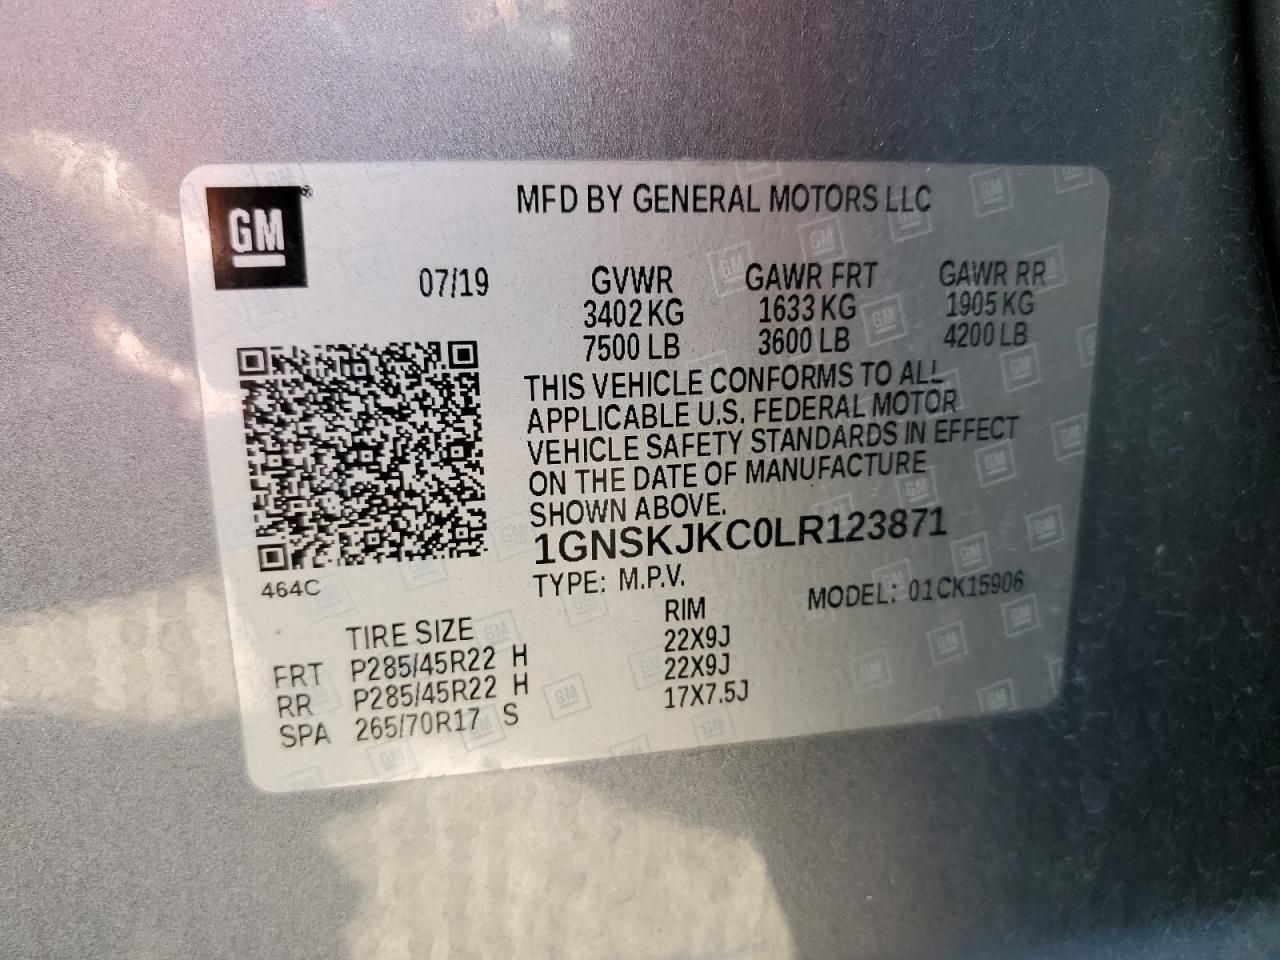 GM
MFD BY GENERAL MOTORS LLC
07/19
GVWR GAWR FRT GAWR RR
3402 KG 1633 KG 1905 KG
7500 LB 3600 LB 4200 LB
THIS VEHICLE CONFORMS TO ALL
APPLICABLE U.S. FEDERAL MOTOR
VEHICLE SAFETY STANDARDS IN EFFECT
ON THE DATE OF MANUFACTURE
SHOWN ABOVE.
1GNSKJKC0LR123871
464C
TYPE: M.P.V. MODEL: 01CK15906
TIRE SIZE RIM
FRT P285/45R22 H 22X9J
RR P285/45R22 H 22X9J
SPA 265/70R17 S 17X7.5J